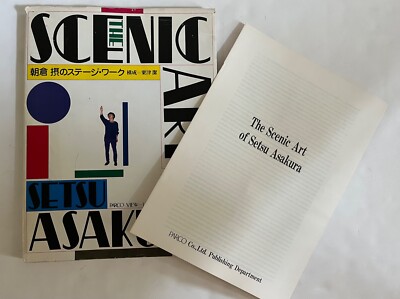 THE
SCENIC
朝倉 摂のステージ・ワーク
ART
SETSU
PARCO VIEW
ASAKU
The Scenic Art
of Setsu Asakura
PARCO Co., Ltd. Publishing Department